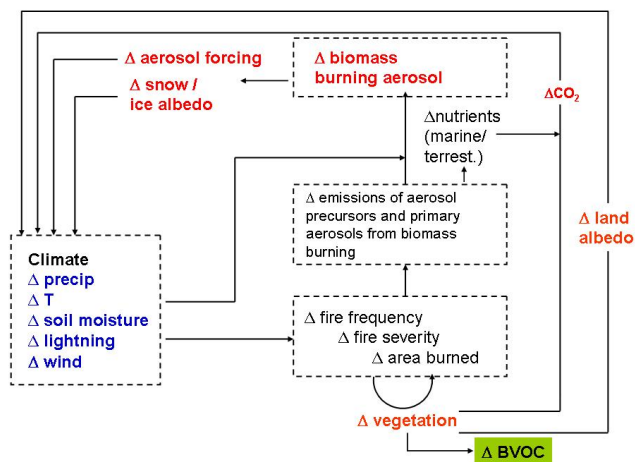 Δ aerosol forcing
Δ snow /
ice albedo
Δ biomass
burning aerosol
ΔCO₂
Δnutrients
(marine/
terrest.)
Δ emissions of aerosol
precursors and primary
aerosols from biomass
burning
Δ land
albedo
Climate
Δ precip
Δ T
Δ soil moisture
Δ lightning
Δ wind
Δ fire frequency
Δ fire severity
Δ area burned
Δ vegetation
Δ BVOC